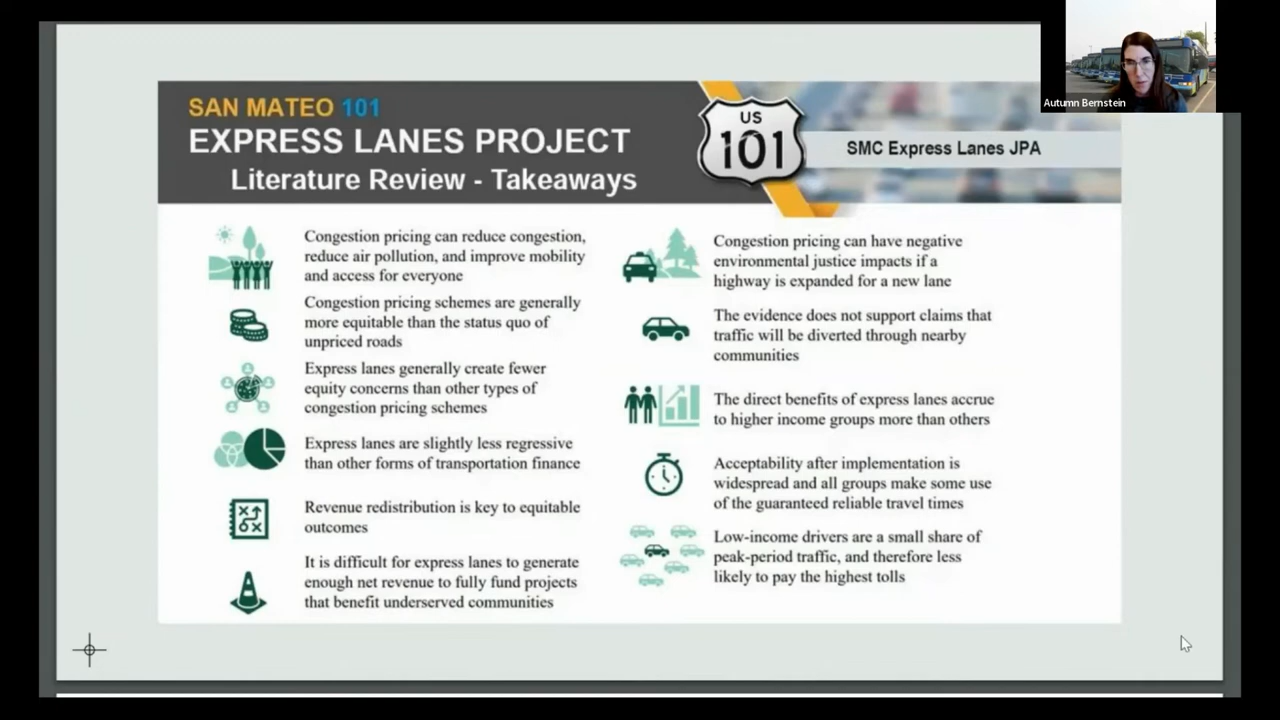 Autumn Bernstein
SAN MATEO 101
EXPRESS LANES PROJECT
Literature Review - Takeaways
US
101
SMC Express Lanes JPA
Congestion pricing can reduce congestion,
reduce air pollution, and improve mobility
and access for everyone
Congestion pricing schemes are generally
more equitable than the status quo of
unpriced roads
Express lanes generally create fewer
equity concerns than other types of
congestion pricing schemes
Express lanes are slightly less regressive
than other forms of transportation finance
Revenue redistribution is key to equitable
outcomes
It is difficult for express lanes to generate
enough net revenue to fully fund projects
that benefit underserved communities
Congestion pricing can have negative
environmental justice impacts if a
highway is expanded for a new lane
The evidence does not support claims that
traffic will be diverted through nearby
communities
The direct benefits of express lanes accrue
to higher income groups more than others
Acceptability after implementation is
widespread and all groups make some use
of the guaranteed reliable travel times
Low-income drivers are a small share of
peak-period traffic, and therefore less
likely to pay the highest tolls